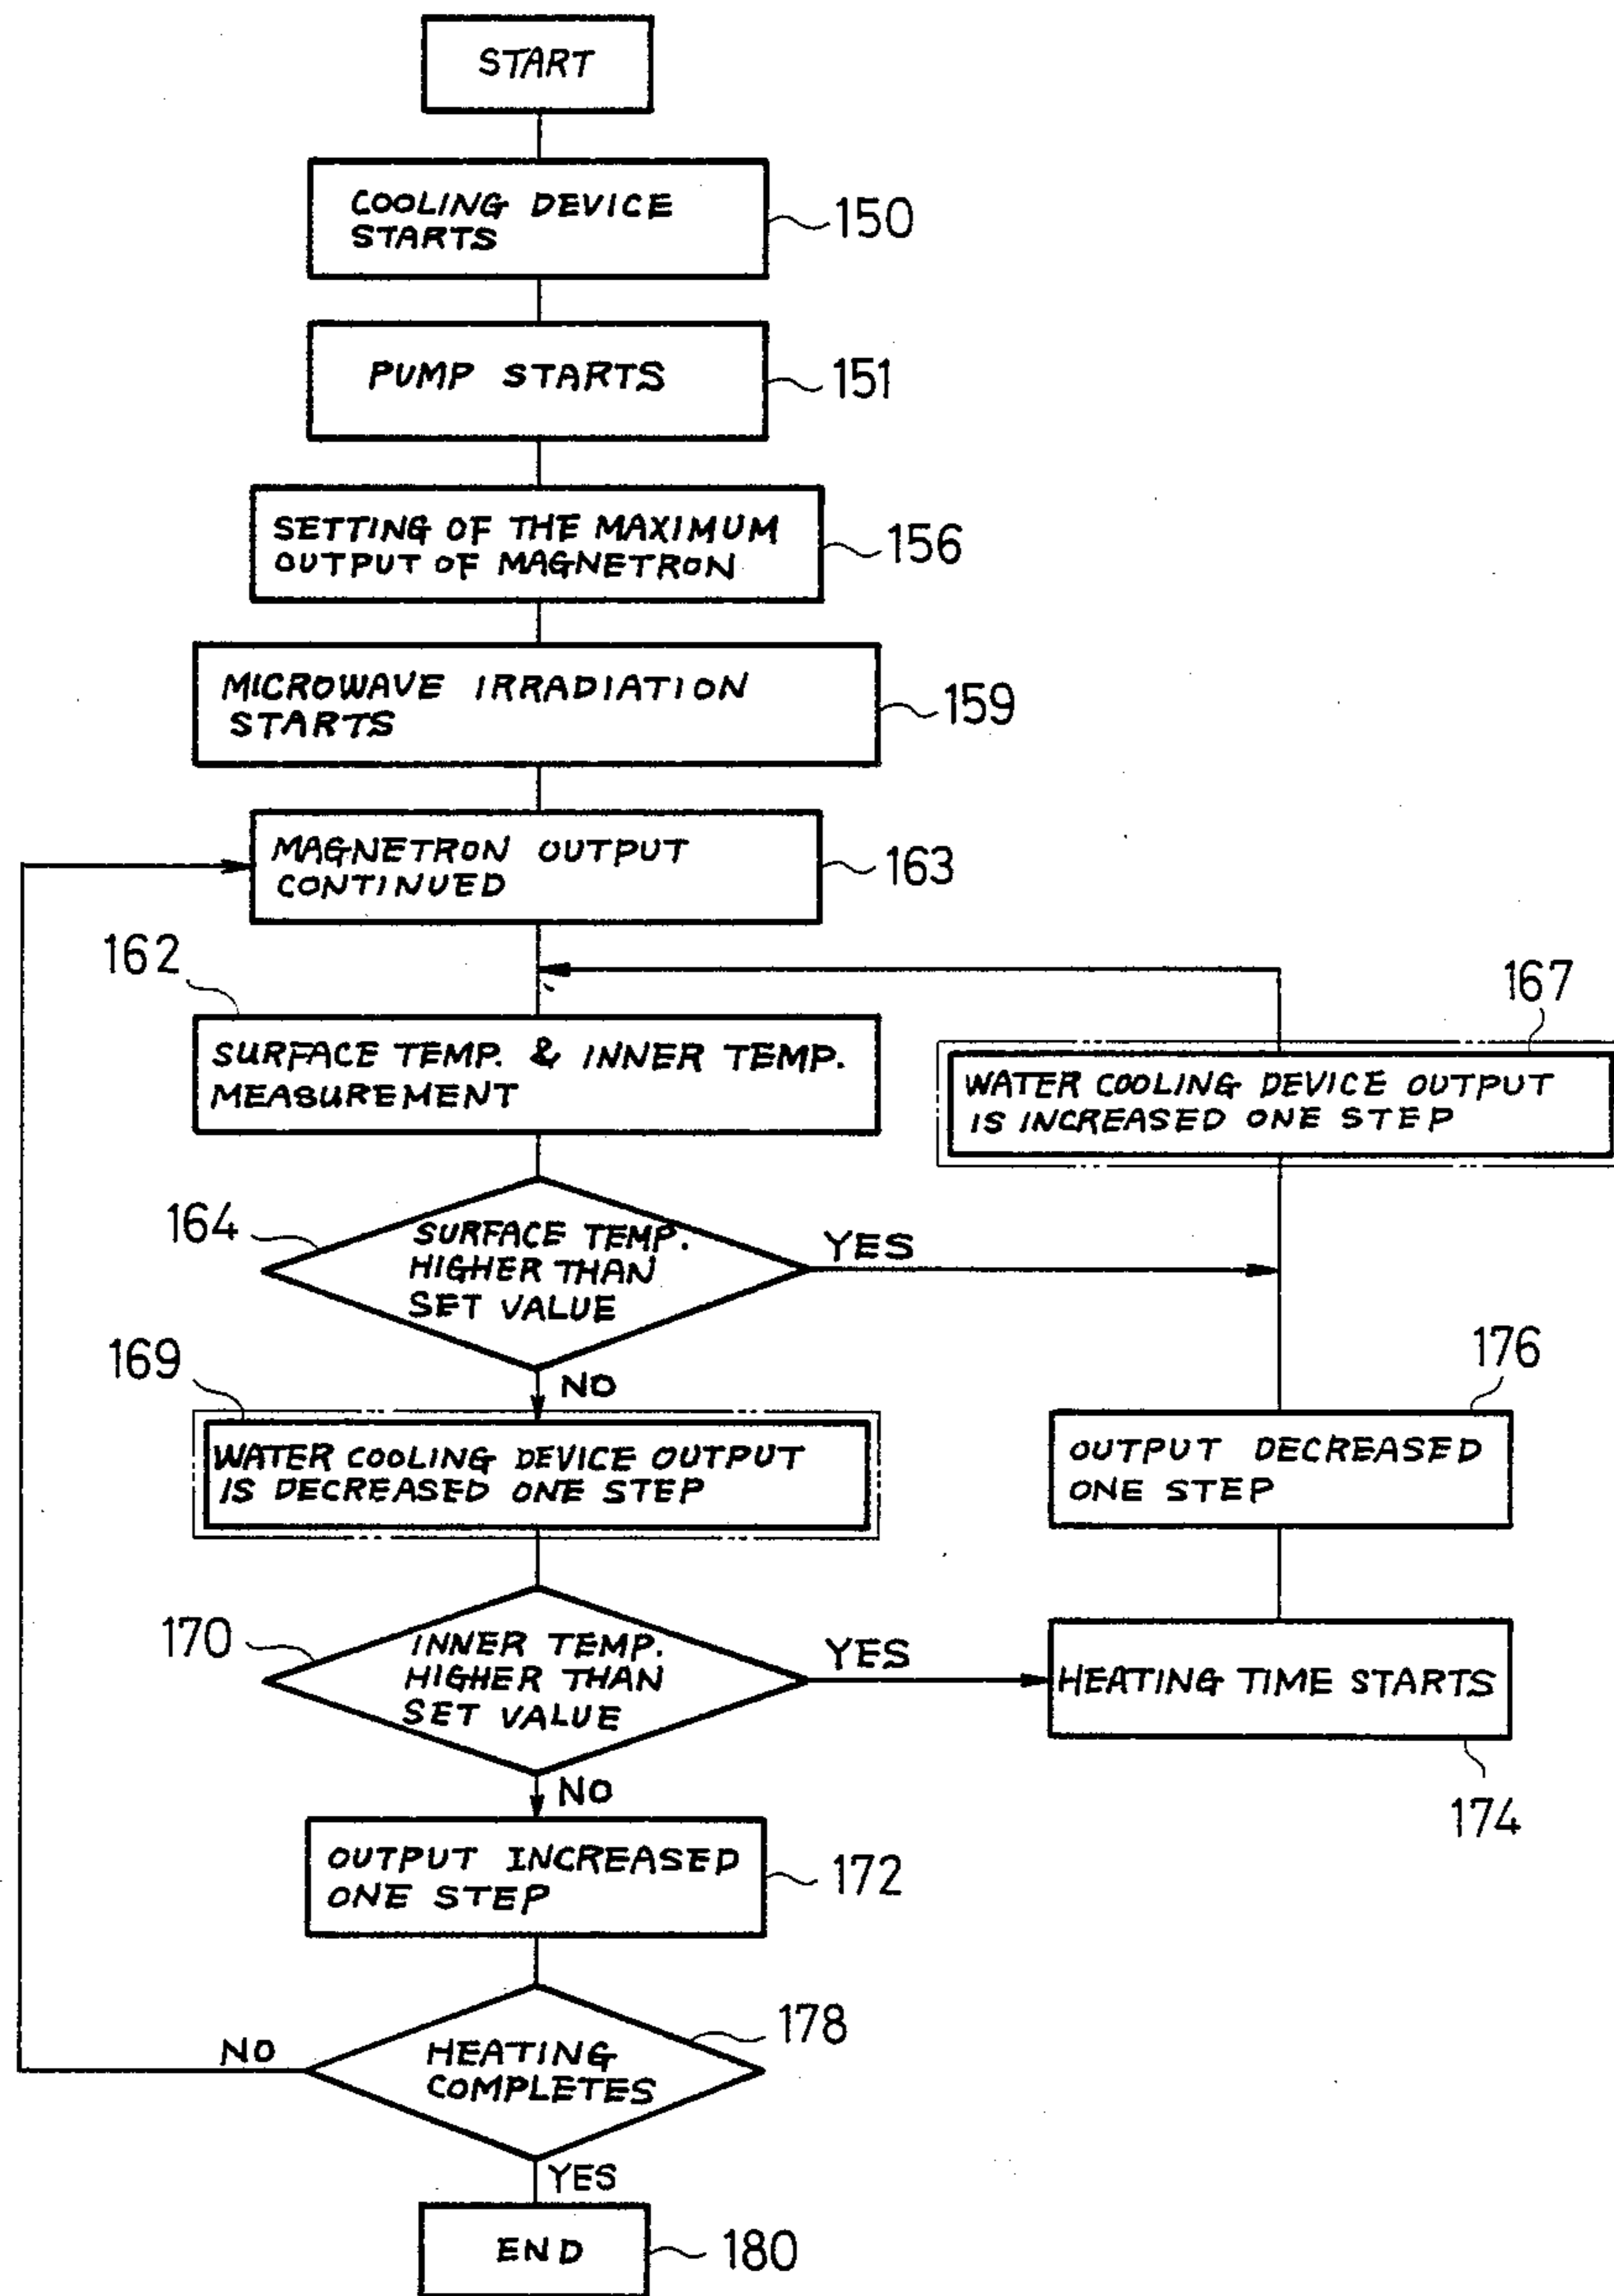 START
COOLING DEVICE
STARTS
150
PUMP STARTS
151
SETTING OF THE MAXIMUM
OUTPUT OF MAGNETRON
156
MICROWAVE IRRADIATION
STARTS
159
MAGNETRON OUTPUT
CONTINUED
163
162
SURFACE TEMP. & INNER TEMP.
MEASUREMENT
167
WATER COOLING DEVICE OUTPUT
IS INCREASED ONE STEP
164
SURFACE TEMP.
HIGHER THAN
SET VALUE
YES
NO
169
WATER COOLING DEVICE OUTPUT
IS DECREASED ONE STEP
176
OUTPUT DECREASED
ONE STEP
170
INNER TEMP.
HIGHER THAN
SET VALUE
YES
HEATING TIME STARTS
174
NO
OUTPUT INCREASED
ONE STEP
172
178
HEATING
COMPLETES
NO
YES
END
180